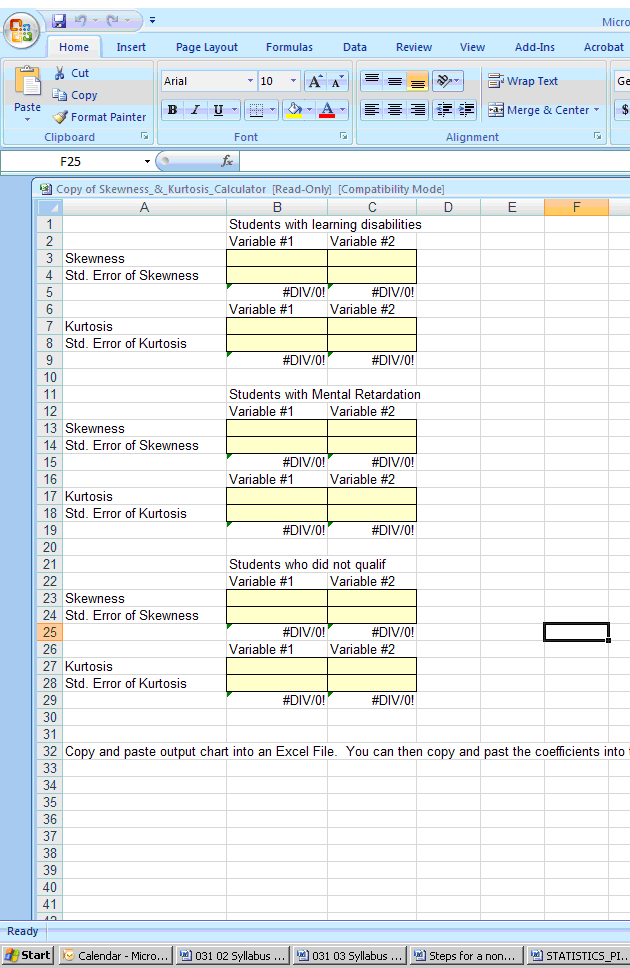 Micro
Home Insert Page Layout Formulas Data Review View Add-Ins Acrobat
Paste Cut Copy Format Painter
Arial 10 A A Wrap Text Ge
B I U A Merge & Center $
Clipboard Font Alignment
F25 fx
Copy of Skewness_&_Kurtosis_Calculator [Read-Only] [Compatibility Mode]
A B C D E F
1 Students with learning disabilities
2 Variable #1 Variable #2
3 Skewness
4 Std. Error of Skewness
5 #DIV/0! #DIV/0!
6 Variable #1 Variable #2
7 Kurtosis
8 Std. Error of Kurtosis
9 #DIV/0! #DIV/0!
10
11 Students with Mental Retardation
12 Variable #1 Variable #2
13 Skewness
14 Std. Error of Skewness
15 #DIV/0! #DIV/0!
16 Variable #1 Variable #2
17 Kurtosis
18 Std. Error of Kurtosis
19 #DIV/0! #DIV/0!
20
21 Students who did not qualif
22 Variable #1 Variable #2
23 Skewness
24 Std. Error of Skewness
25 #DIV/0! #DIV/0!
26 Variable #1 Variable #2
27 Kurtosis
28 Std. Error of Kurtosis
29 #DIV/0! #DIV/0!
30
31
32 Copy and paste output chart into an Excel File. You can then copy and past the coefficients into
33
34
35
36
37
38
39
40
41
42
Ready
Start Calendar - Micro... 031 02 Syllabus ... 031 03 Syllabus ... Steps for a non... STATISTICS_PI...